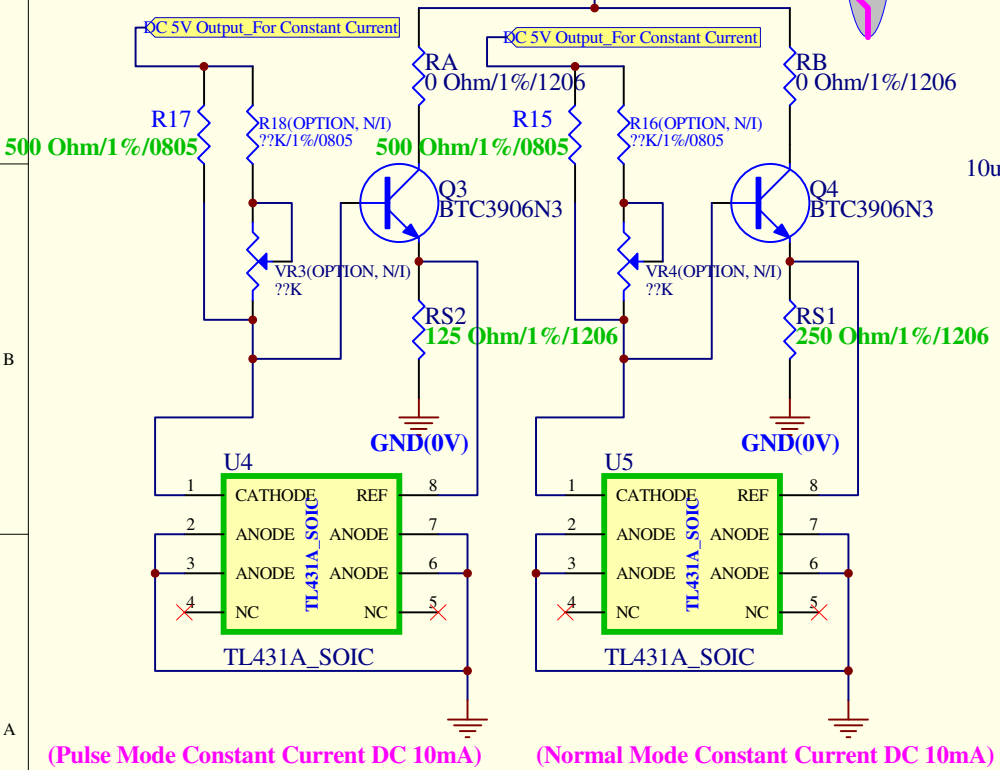 DC 5V Output_For Constant Current
DC 5V Output_For Constant Current
RA
0 Ohm/1%/1206
RB
0 Ohm/1%/1206
R17
500 Ohm/1%/0805
R18(OPTION, N/I)
??K/1%/0805
R15
500 Ohm/1%/0805
R16(OPTION, N/I)
??K/1%/0805
10u
Q3
BTC3906N3
Q4
BTC3906N3
VR3(OPTION, N/I)
??K
VR4(OPTION, N/I)
??K
RS2
125 Ohm/1%/1206
RS1
250 Ohm/1%/1206
B
GND(0V)
GND(0V)
U4
1 CATHODE REF 8
2 ANODE ANODE 7
3 ANODE ANODE 6
4 NC NC 5
TL431A_SOIC
TL431A_SOIC
U5
1 CATHODE REF 8
2 ANODE ANODE 7
3 ANODE ANODE 6
4 NC NC 5
TL431A_SOIC
TL431A_SOIC
A
(Pulse Mode Constant Current DC 10mA)
(Normal Mode Constant Current DC 10mA)